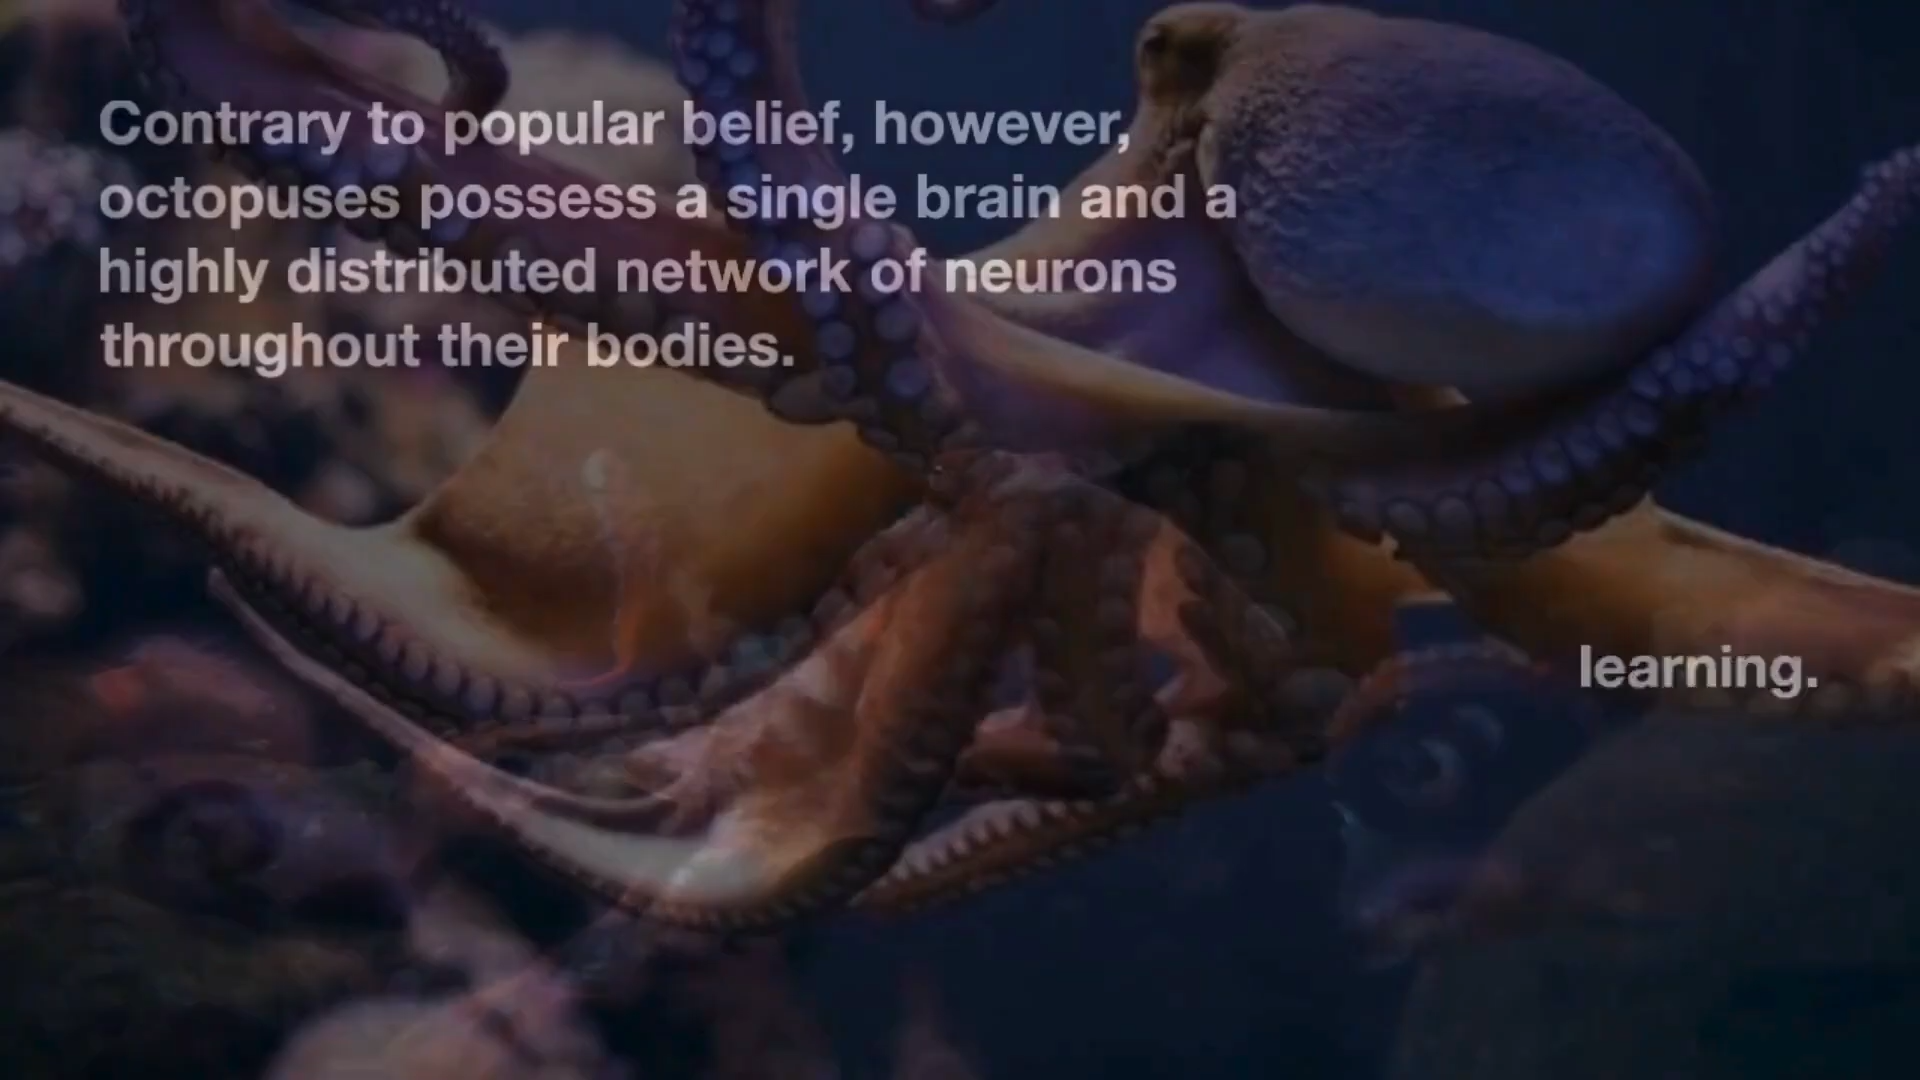 Contrary to popular belief, however,
octopuses possess a single brain and a
highly distributed network of neurons
throughout their bodies.
learning.